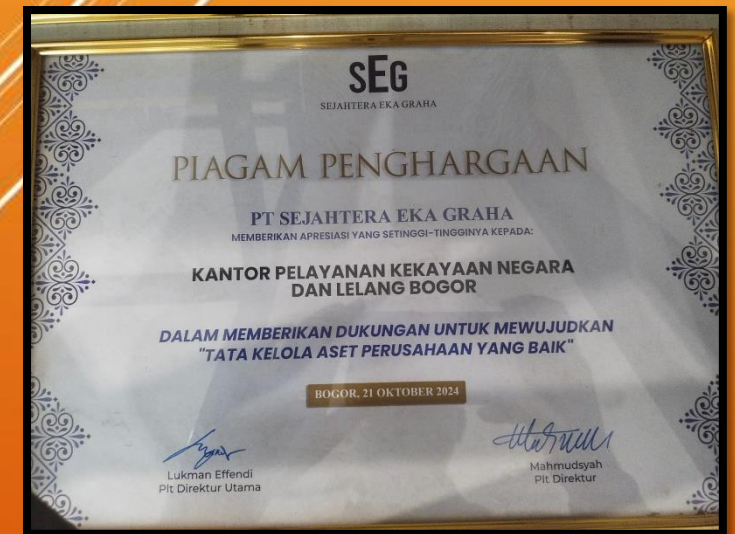 SEG
SEJAHTERA EKA GRAHA
PIAGAM PENGHARGAAN
PT SEJAHTERA EKA GRAHA
MEMBERIKAN APRESIASI YANG SETINGGI-TINGGINYA KEPADA:
KANTOR PELAYANAN KEKAYAAN NEGARA
DAN LELANG BOGOR
DALAM MEMBERIKAN DUKUNGAN UNTUK MEWUJUDKAN
"TATA KELOLA ASET PERUSAHAAN YANG BAIK"
BOGOR, 21 OKTOBER 2024
Lukman Effendi
Plt Direktur Utama
Mahmudsyah
Plt Direktur